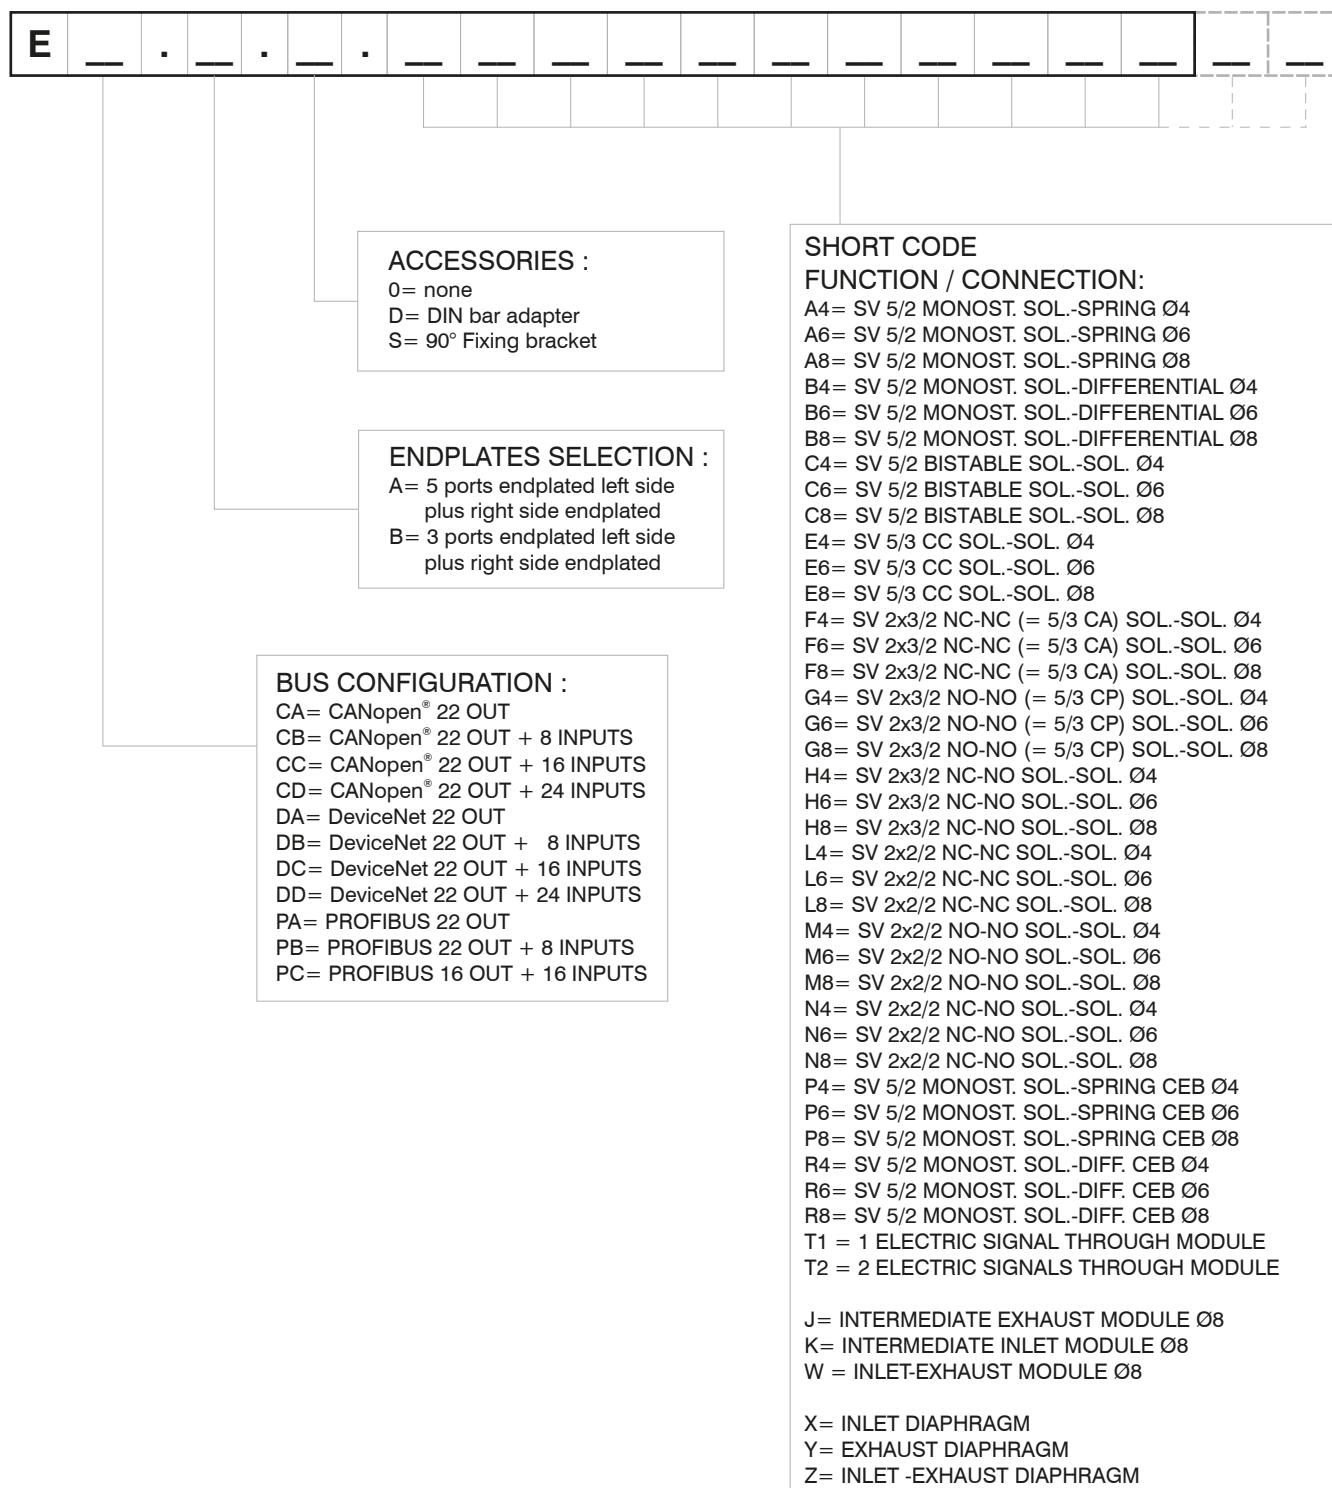 E __ . __ . __ . __ __ __ __ __ __ __ __ __ __ __ __ __
ACCESSORIES :
0= none
D= DIN bar adapter
S= 90° Fixing bracket
ENDPLATES SELECTION :
A= 5 ports endplated left side
plus right side endplated
B= 3 ports endplated left side
plus right side endplated
BUS CONFIGURATION :
CA= CANopen® 22 OUT
CB= CANopen® 22 OUT + 8 INPUTS
CC= CANopen® 22 OUT + 16 INPUTS
CD= CANopen® 22 OUT + 24 INPUTS
DA= DeviceNet 22 OUT
DB= DeviceNet 22 OUT + 8 INPUTS
DC= DeviceNet 22 OUT + 16 INPUTS
DD= DeviceNet 22 OUT + 24 INPUTS
PA= PROFIBUS 22 OUT
PB= PROFIBUS 22 OUT + 8 INPUTS
PC= PROFIBUS 16 OUT + 16 INPUTS
SHORT CODE
FUNCTION / CONNECTION:
A4= SV 5/2 MONOST. SOL.-SPRING Ø4
A6= SV 5/2 MONOST. SOL.-SPRING Ø6
A8= SV 5/2 MONOST. SOL.-SPRING Ø8
B4= SV 5/2 MONOST. SOL.-DIFFERENTIAL Ø4
B6= SV 5/2 MONOST. SOL.-DIFFERENTIAL Ø6
B8= SV 5/2 MONOST. SOL.-DIFFERENTIAL Ø8
C4= SV 5/2 BISTABLE SOL.-SOL. Ø4
C6= SV 5/2 BISTABLE SOL.-SOL. Ø6
C8= SV 5/2 BISTABLE SOL.-SOL. Ø8
E4= SV 5/3 CC SOL.-SOL. Ø4
E6= SV 5/3 CC SOL.-SOL. Ø6
E8= SV 5/3 CC SOL.-SOL. Ø8
F4= SV 2x3/2 NC-NC (= 5/3 CA) SOL.-SOL. Ø4
F6= SV 2x3/2 NC-NC (= 5/3 CA) SOL.-SOL. Ø6
F8= SV 2x3/2 NC-NC (= 5/3 CA) SOL.-SOL. Ø8
G4= SV 2x3/2 NO-NO (= 5/3 CP) SOL.-SOL. Ø4
G6= SV 2x3/2 NO-NO (= 5/3 CP) SOL.-SOL. Ø6
G8= SV 2x3/2 NO-NO (= 5/3 CP) SOL.-SOL. Ø8
H4= SV 2x3/2 NC-NO SOL.-SOL. Ø4
H6= SV 2x3/2 NC-NO SOL.-SOL. Ø6
H8= SV 2x3/2 NC-NO SOL.-SOL. Ø8
L4= SV 2x2/2 NC-NC SOL.-SOL. Ø4
L6= SV 2x2/2 NC-NC SOL.-SOL. Ø6
L8= SV 2x2/2 NC-NC SOL.-SOL. Ø8
M4= SV 2x2/2 NO-NO SOL.-SOL. Ø4
M6= SV 2x2/2 NO-NO SOL.-SOL. Ø6
M8= SV 2x2/2 NO-NO SOL.-SOL. Ø8
N4= SV 2x2/2 NC-NO SOL.-SOL. Ø4
N6= SV 2x2/2 NC-NO SOL.-SOL. Ø6
N8= SV 2x2/2 NC-NO SOL.-SOL. Ø8
P4= SV 5/2 MONOST. SOL.-SPRING CEB Ø4
P6= SV 5/2 MONOST. SOL.-SPRING CEB Ø6
P8= SV 5/2 MONOST. SOL.-SPRING CEB Ø8
R4= SV 5/2 MONOST. SOL.-DIFF. CEB Ø4
R6= SV 5/2 MONOST. SOL.-DIFF. CEB Ø6
R8= SV 5/2 MONOST. SOL.-DIFF. CEB Ø8
T1 = 1 ELECTRIC SIGNAL THROUGH MODULE
T2 = 2 ELECTRIC SIGNALS THROUGH MODULE
J= INTERMEDIATE EXHAUST MODULE Ø8
K= INTERMEDIATE INLET MODULE Ø8
W = INLET-EXHAUST MODULE Ø8
X= INLET DIAPHRAGM
Y= EXHAUST DIAPHRAGM
Z= INLET -EXHAUST DIAPHRAGM